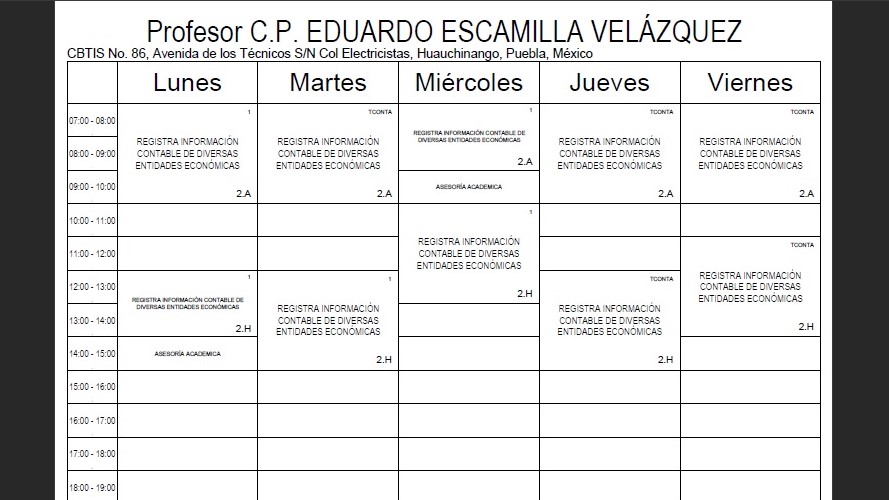 Profesor C.P. EDUARDO ESCAMILLA VELÁZQUEZ
CBTIS No. 86, Avenida de los Técnicos S/N Col Electricistas, Huauchinango, Puebla, México
Lunes Martes Miércoles Jueves Viernes
07:00 - 08:00
08:00 - 09:00
09:00 - 10:00
10:00 - 11:00
11:00 - 12:00
12:00 - 13:00
13:00 - 14:00
14:00 - 15:00
15:00 - 16:00
16:00 - 17:00
17:00 - 18:00
18:00 - 19:00
1
REGISTRA INFORMACIÓN
CONTABLE DE DIVERSAS
ENTIDADES ECONÓMICAS
2.A
1
REGISTRA INFORMACIÓN CONTABLE DE
DIVERSAS ENTIDADES ECONÓMICAS
2.H
ASESORÍA ACADEMICA
TCONTA
REGISTRA INFORMACIÓN
CONTABLE DE DIVERSAS
ENTIDADES ECONÓMICAS
2.A
1
REGISTRA INFORMACIÓN
CONTABLE DE DIVERSAS
ENTIDADES ECONÓMICAS
2.H
1
REGISTRA INFORMACIÓN CONTABLE DE
DIVERSAS ENTIDADES ECONÓMICAS
2.A
ASESORÍA ACADEMICA
1
REGISTRA INFORMACIÓN
CONTABLE DE DIVERSAS
ENTIDADES ECONÓMICAS
2.H
TCONTA
REGISTRA INFORMACIÓN
CONTABLE DE DIVERSAS
ENTIDADES ECONÓMICAS
2.A
TCONTA
REGISTRA INFORMACIÓN
CONTABLE DE DIVERSAS
ENTIDADES ECONÓMICAS
2.H
TCONTA
REGISTRA INFORMACIÓN
CONTABLE DE DIVERSAS
ENTIDADES ECONÓMICAS
2.A
TCONTA
REGISTRA INFORMACIÓN
CONTABLE DE DIVERSAS
ENTIDADES ECONÓMICAS
2.H